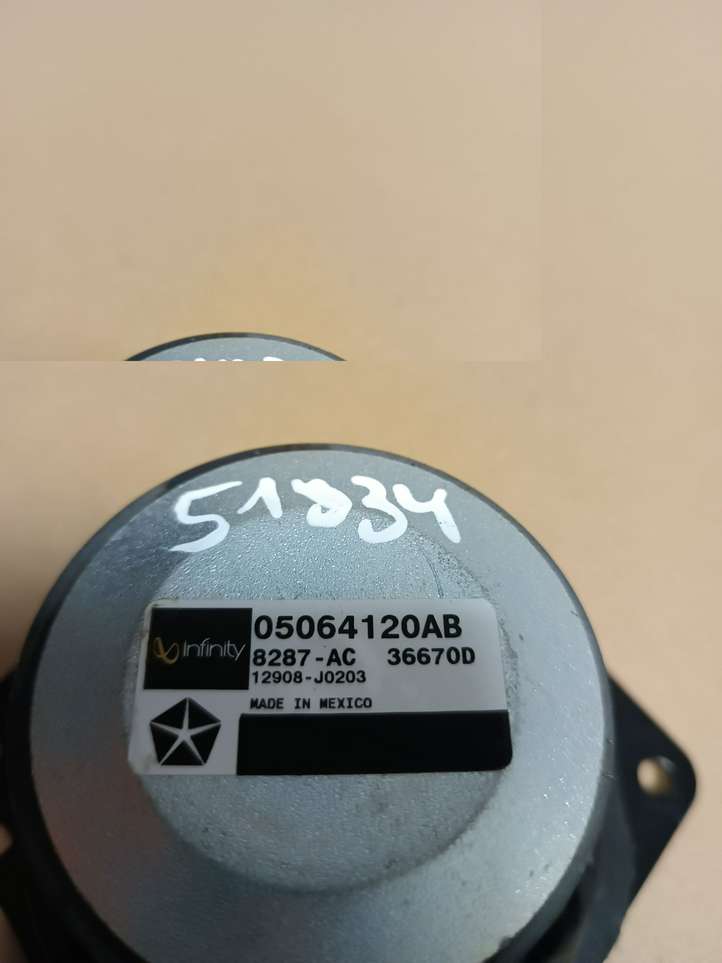 51834
infinity
05064120AB
8287-AC 36670D
12908-J0203
MADE IN MEXICO